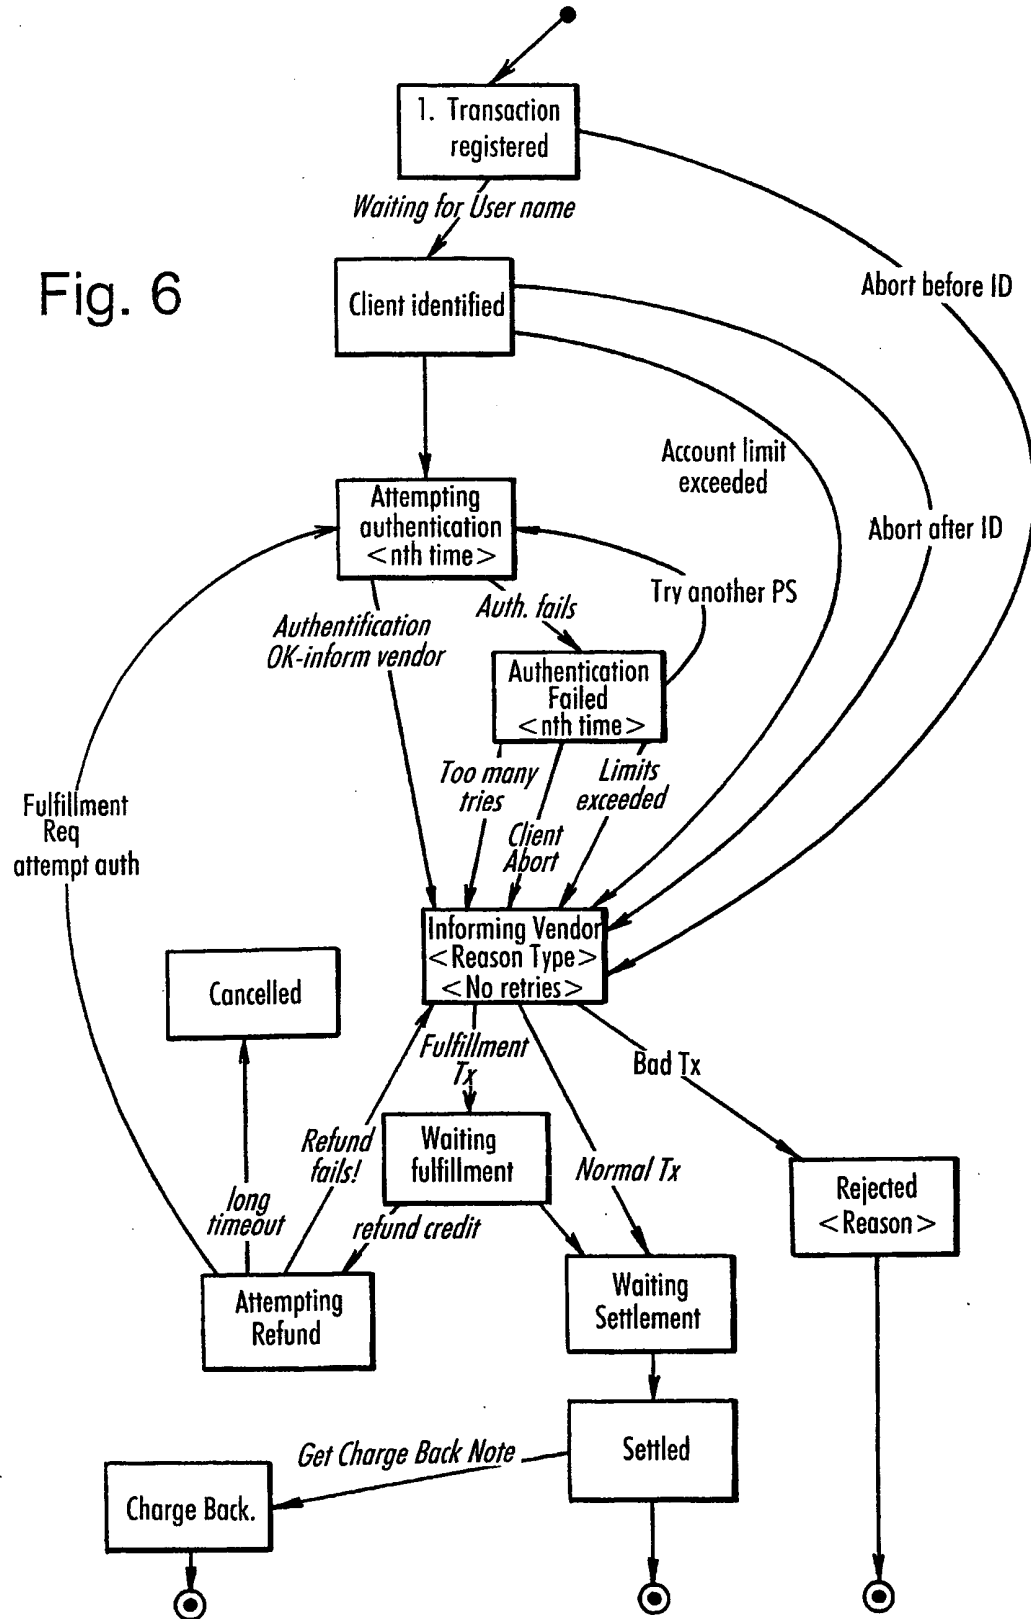 1. Transaction
registered
Waiting for User name
Fig. 6
Client identified
Abort before ID
Account limit
exceeded
Abort after ID
Attempting
authentication
<nth time>
Try another PS
Auth. fails
Authentification
OK-inform vendor
Authentication
Failed
<nth time>
Too many
tries
Limits
exceeded
Client
Abort
Fulfillment
Req
attempt auth
Informing Vendor
<Reason Type>
<No retries>
Cancelled
Fulfillment
Tx
Bad Tx
Refund
fails!
Waiting
fulfillment
Normal Tx
Rejected
<Reason>
long
timeout
refund credit
Attempting
Refund
Waiting
Settlement
Settled
Get Charge Back Note
Charge Back.